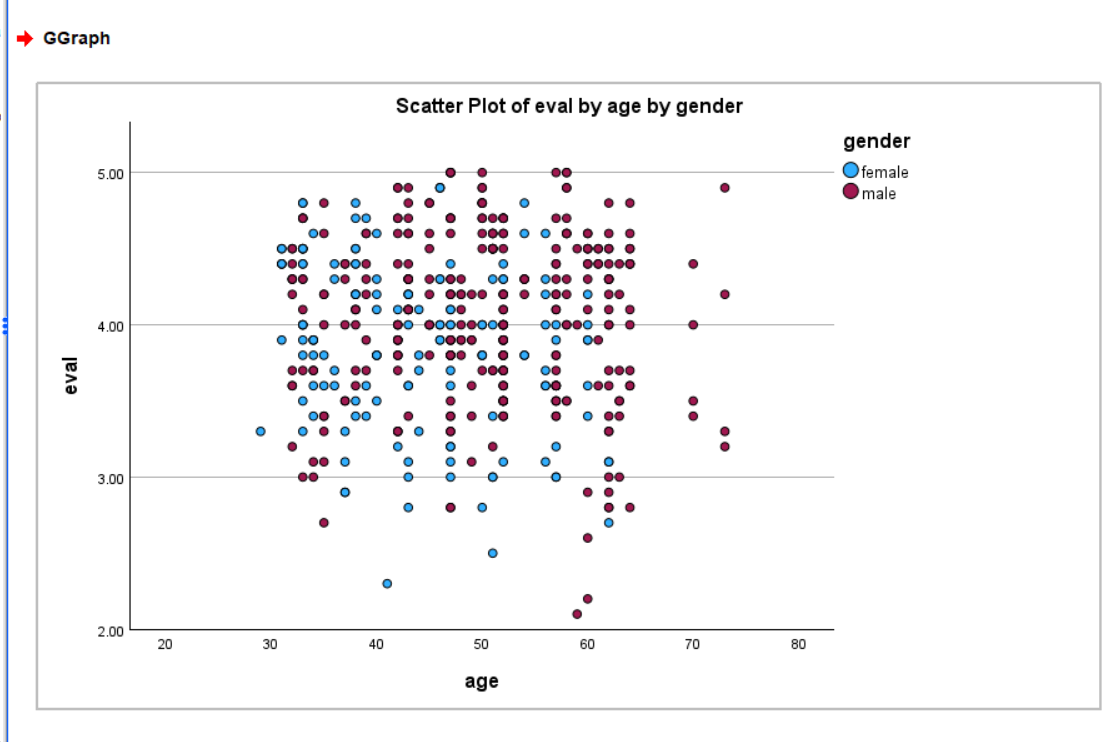 GGraph
Scatter Plot of eval by age by gender
gender
female
male
eval
5.00
4.00
3.00
2.00
20 30 40 50 60 70 80
age